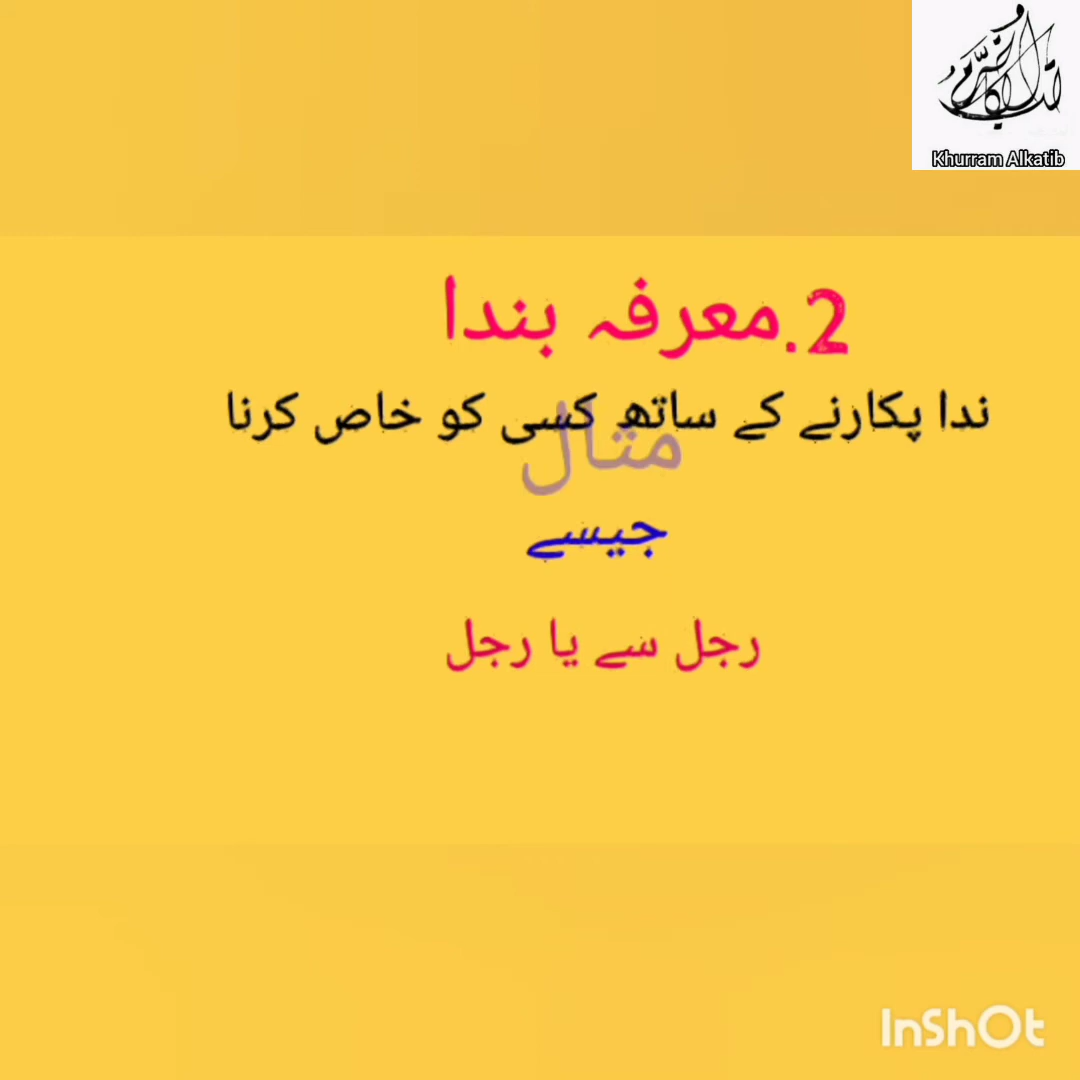 Khurram Alkatib
2.معرفہ بندا
ندا پکارنے کے ساتھ کسی کو خاص کرنا
مثال
جیسے
رجل سے یا رجل
InShOt